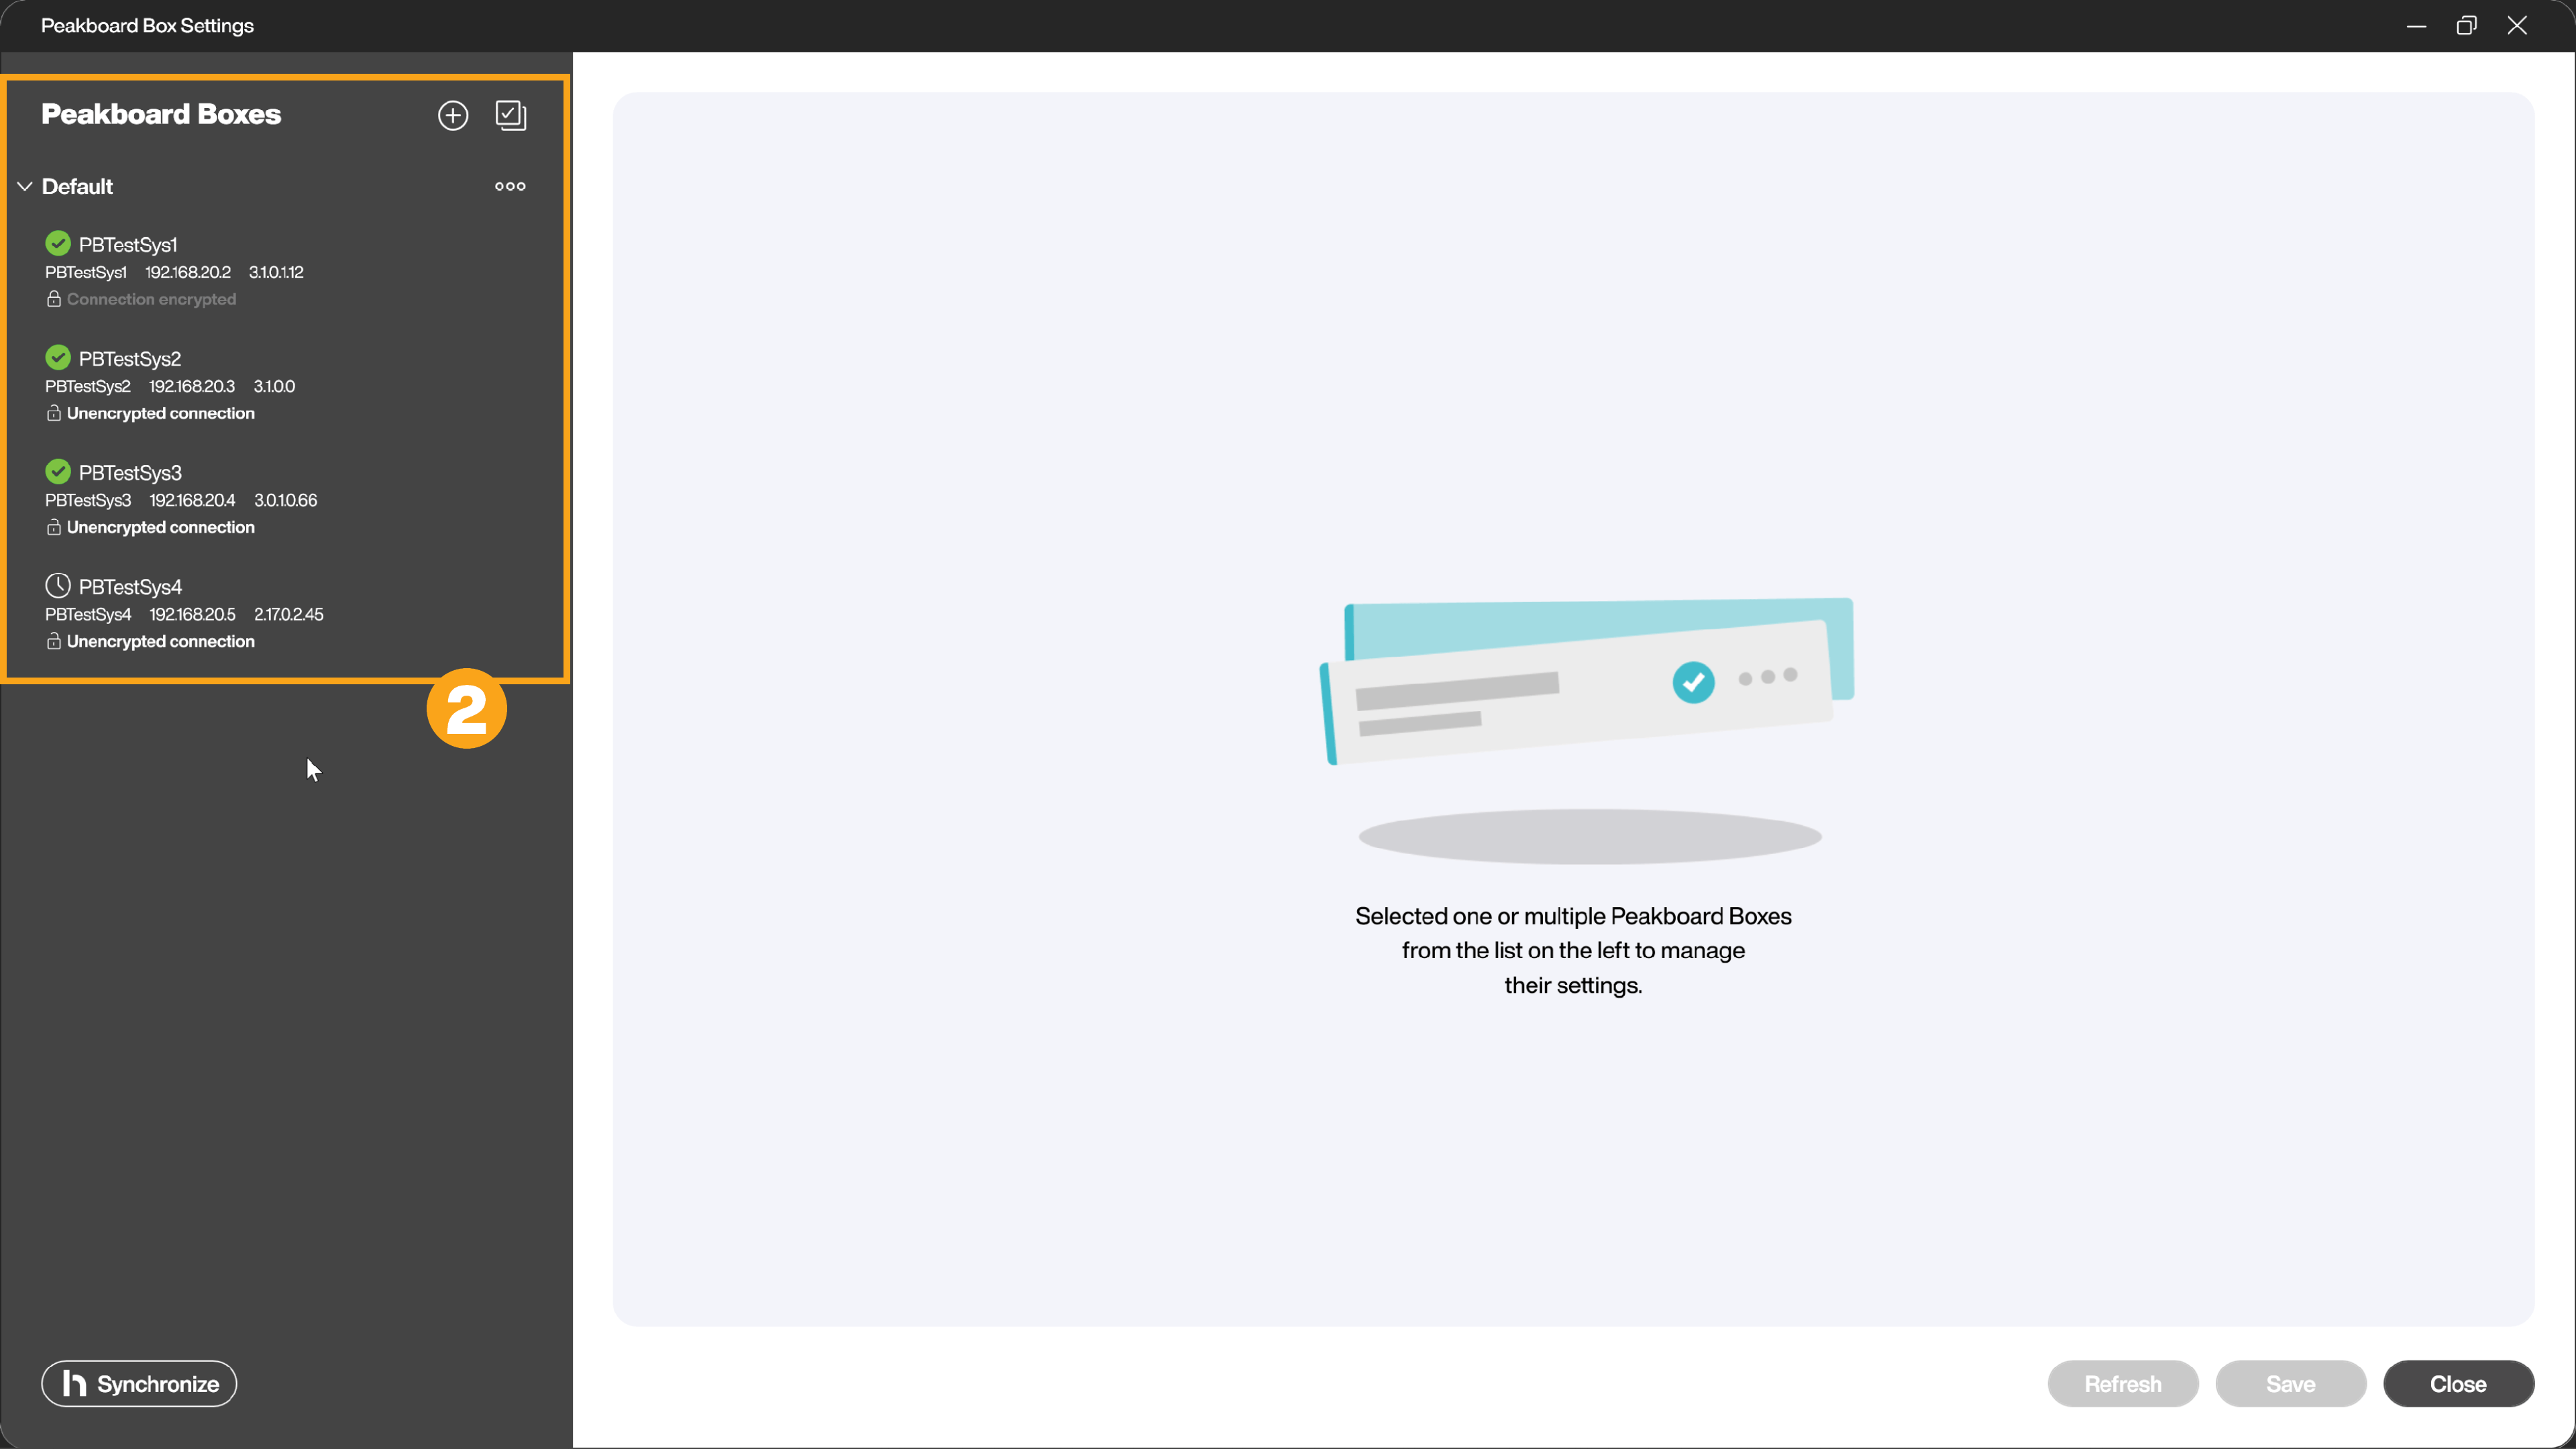 Peakboard Box Settings
Peakboard Boxes
Default
PBTestSys1
PBTestSys1 192.168.20.2 3.1.0.1.12
Connection encrypted
PBTestSys2
PBTestSys2 192.168.20.3 3.1.0.0
Unencrypted connection
PBTestSys3
PBTestSys3 192.168.20.4 3.0.1.0.66
Unencrypted connection
PBTestSys4
PBTestSys4 192.168.20.5 2.17.0.2.45
Unencrypted connection
2
Selected one or multiple Peakboard Boxes
from the list on the left to manage
their settings.
Synchronize
Refresh Save Close